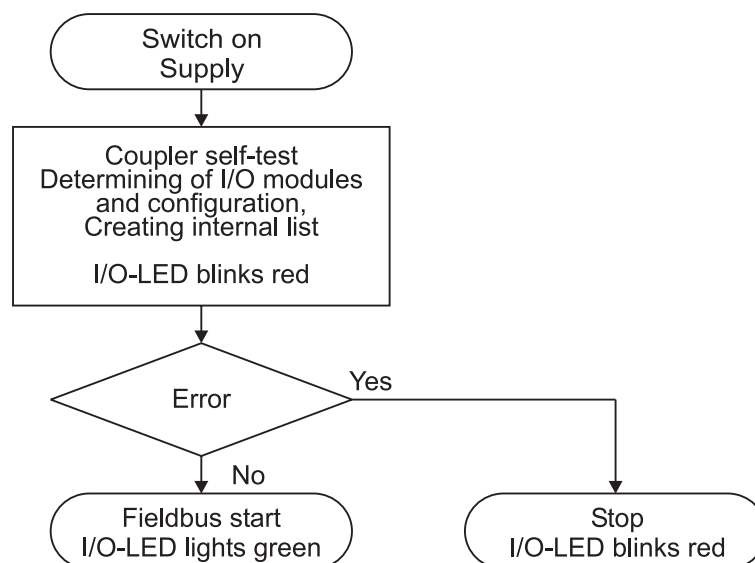 Switch on
Supply
Coupler self-test
Determining of I/O modules
and configuration,
Creating internal list
I/O-LED blinks red
Error
Yes
No
Fieldbus start
I/O-LED lights green
Stop
I/O-LED blinks red